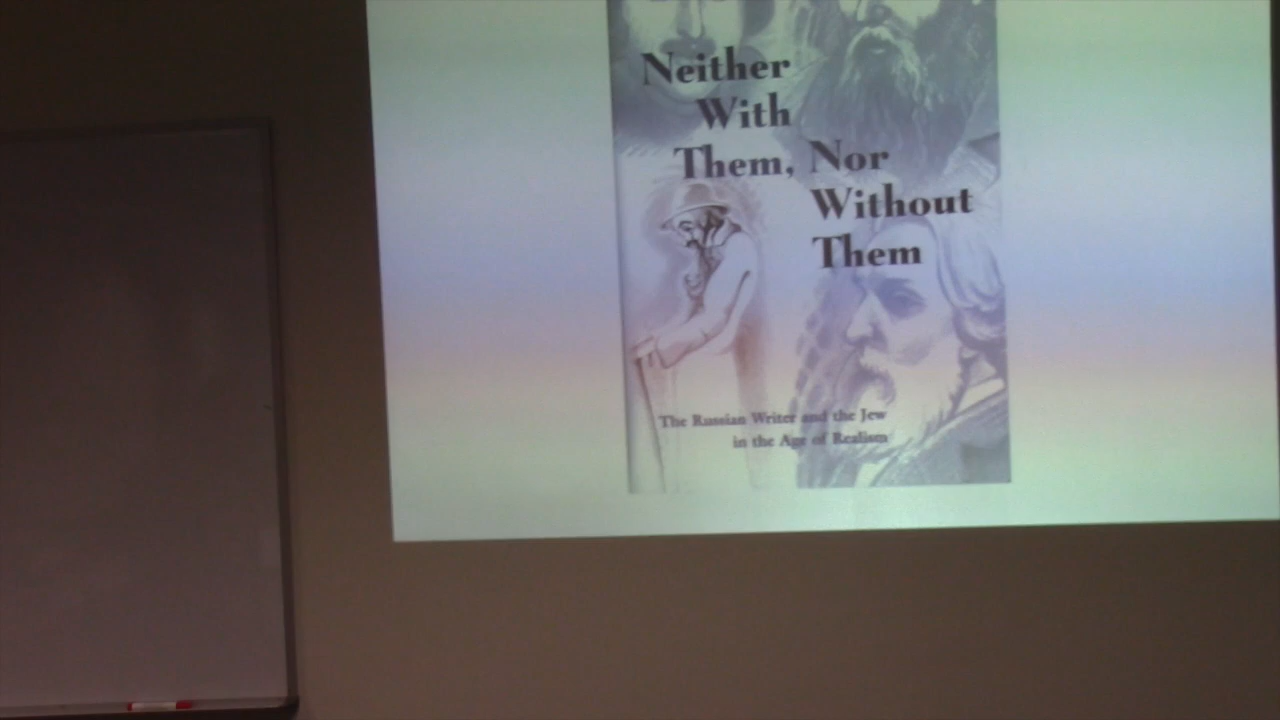 Neither
With
Them, Nor
Without
Them
The Russian Writer and the Jew
in the Age of Realism